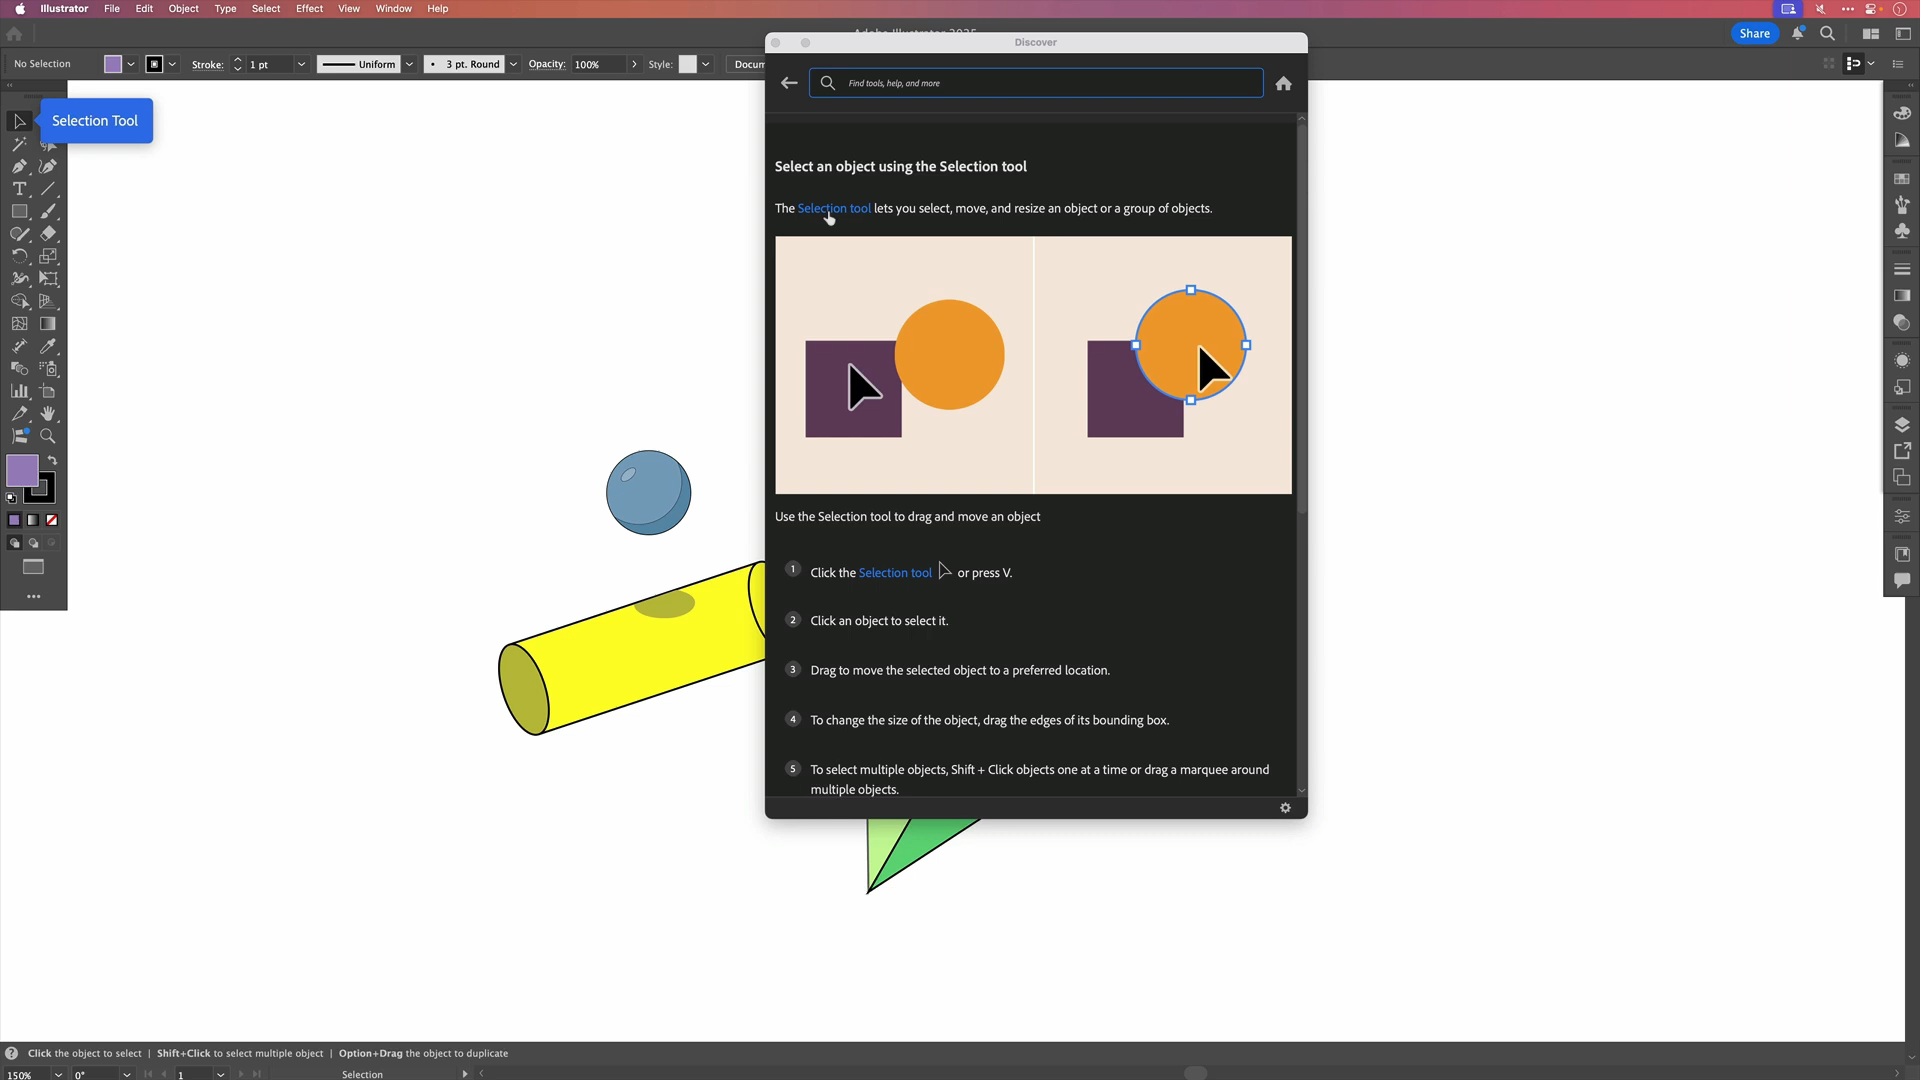 Illustrator File Edit Object Type Select Effect View Window Help
Share
Discover
No Selection Stroke: 1 pt Uniform 3 pt. Round Opacity: 100% Style: Docum
Find tools, help, and more
Selection Tool
Select an object using the Selection tool
The Selection tool lets you select, move, and resize an object or a group of objects.
Use the Selection tool to drag and move an object
1 Click the Selection tool or press V.
2 Click an object to select it.
3 Drag to move the selected object to a preferred location.
4 To change the size of the object, drag the edges of its bounding box.
5 To select multiple objects, Shift + Click objects one at a time or drag a marquee around
multiple objects.
Click the object to select | Shift+Click to select multiple object | Option+Drag the object to duplicate
150% 0° 1 Selection